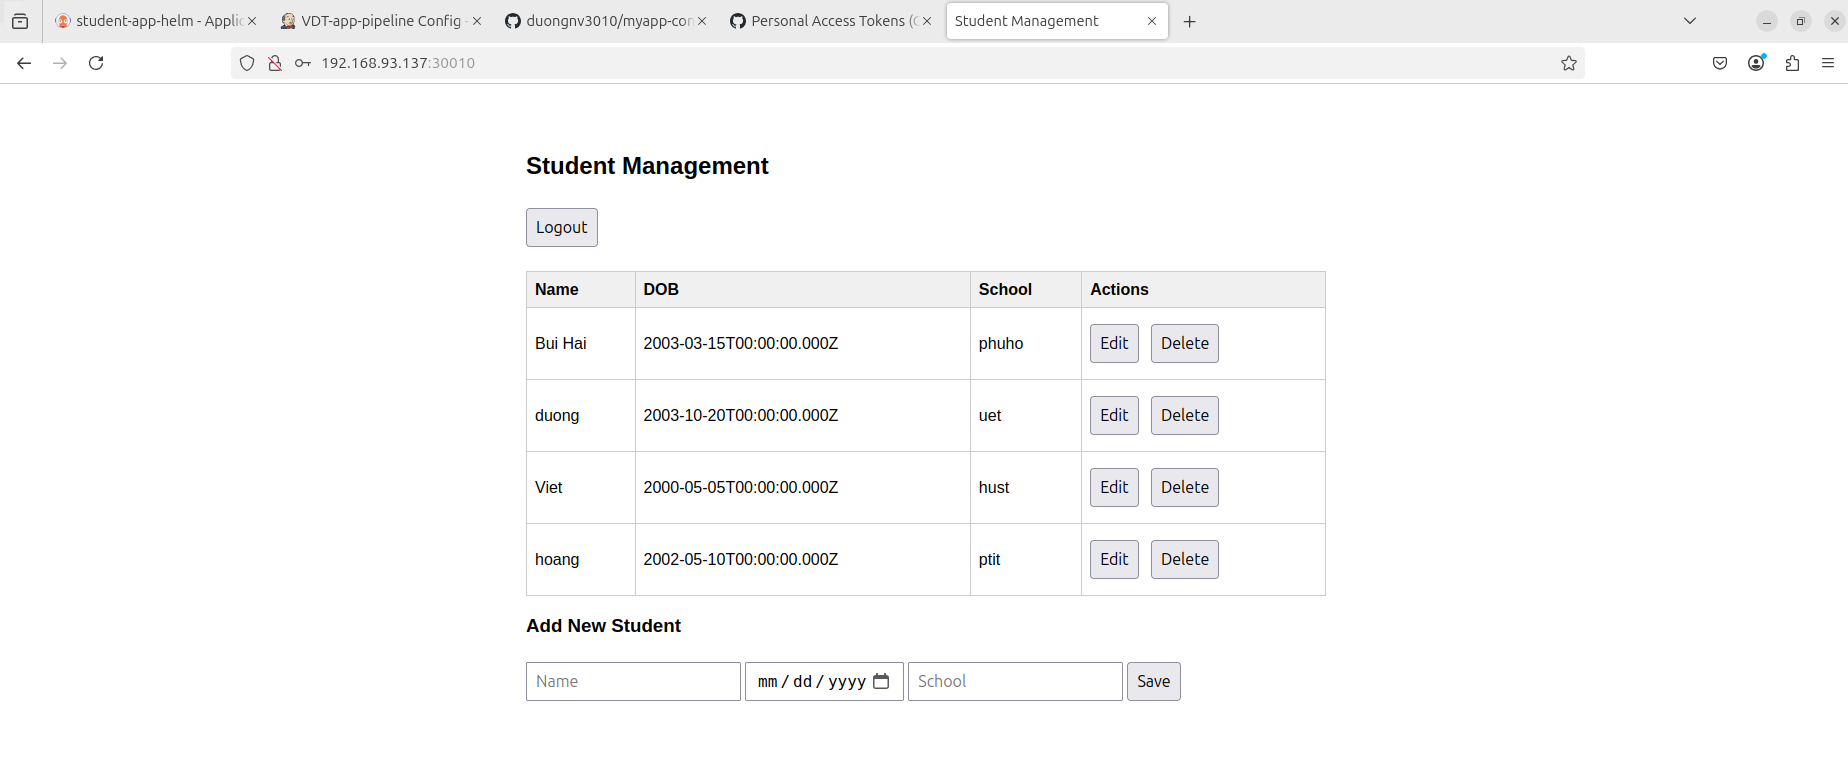 student-app-helm - Applic
VDT-app-pipeline Config -
duongnv3010/myapp-con
Personal Access Tokens (C
Student Management
192.168.93.137:30010
Student Management
Logout
Name DOB School Actions
Bui Hai 2003-03-15T00:00:00.000Z phuho Edit Delete
duong 2003-10-20T00:00:00.000Z uet Edit Delete
Viet 2000-05-05T00:00:00.000Z hust Edit Delete
hoang 2002-05-10T00:00:00.000Z ptit Edit Delete
Add New Student
Name mm / dd / yyyy School Save